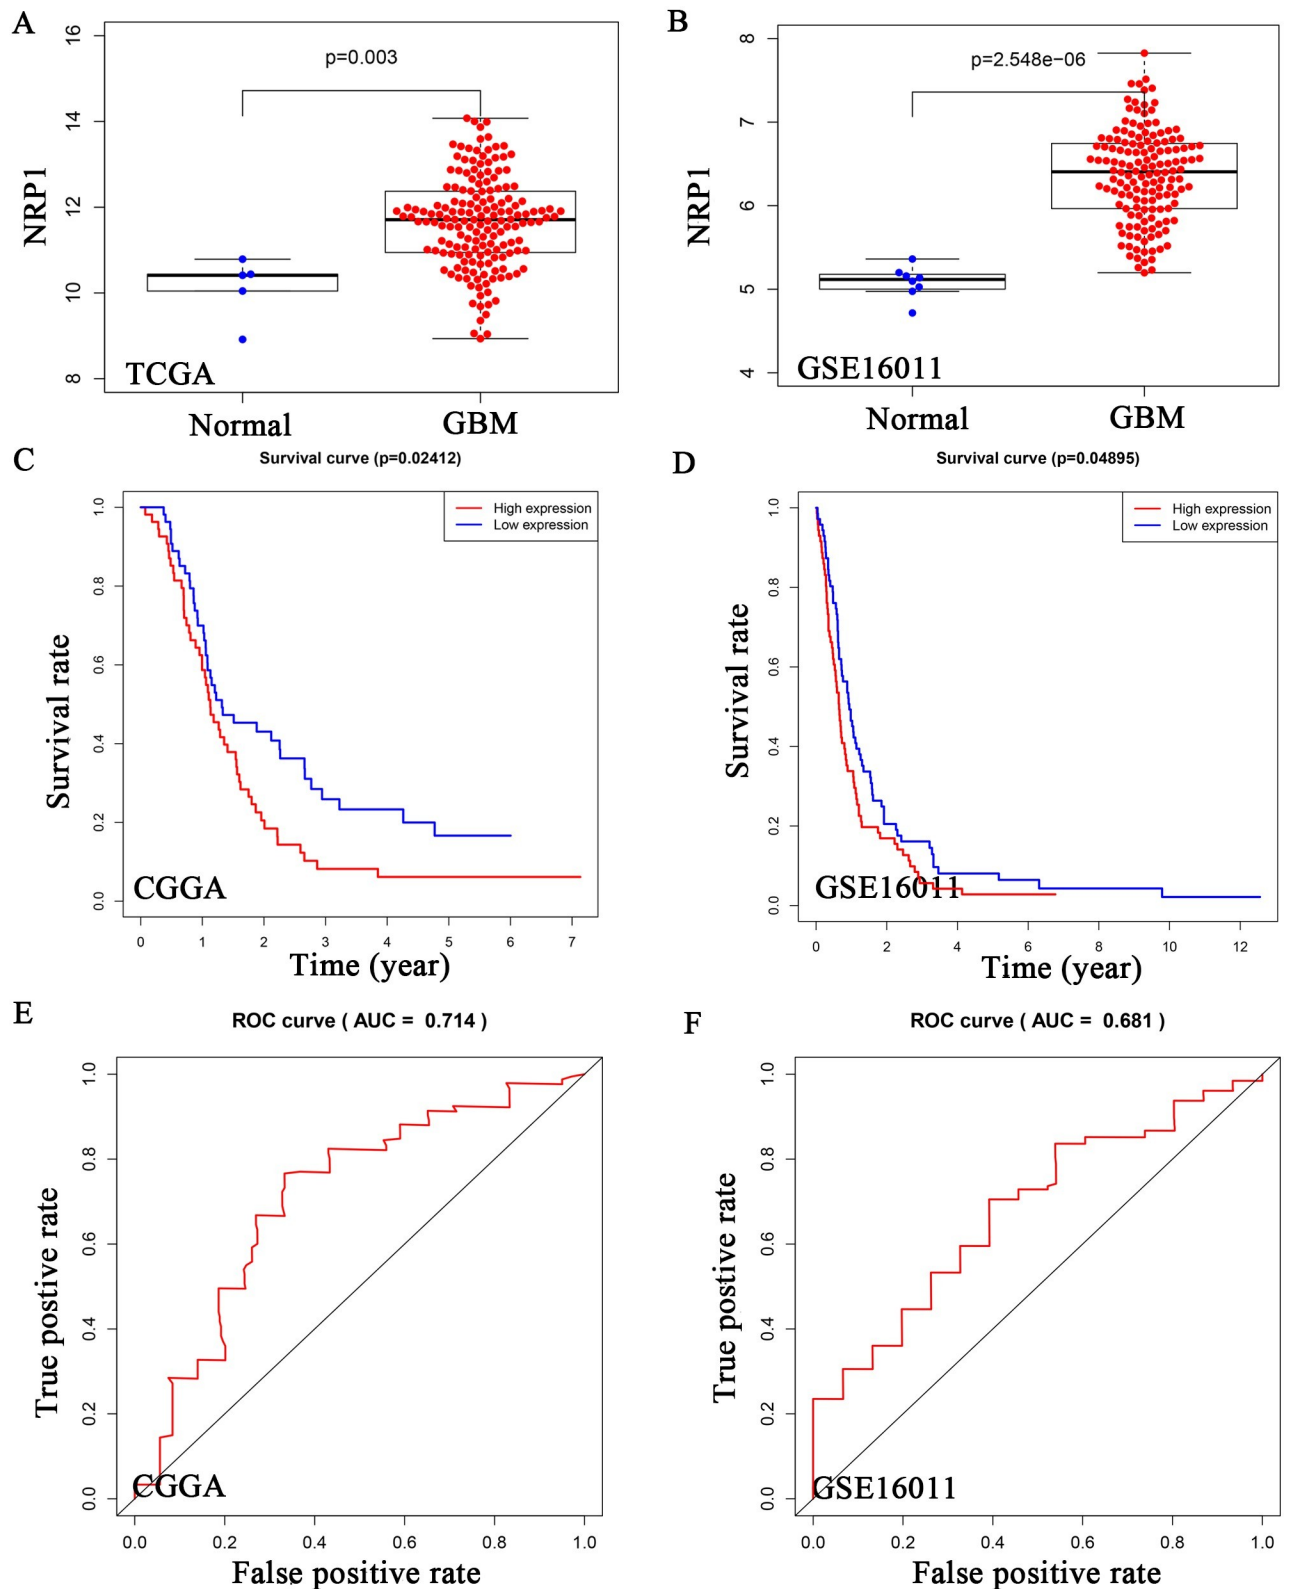 A
16
14
12
10
8
NRP1
p=0.003
TCGA
Normal
GBM
B
8
7
6
5
4
NRP1
p=2.548e−06
GSE16011
Normal
GBM
C
Survival curve (p=0.02412)
High expression
Low expression
1.0
0.8
0.6
0.4
0.2
0.0
Survival rate
CGGA
0 1 2 3 4 5 6 7
Time (year)
D
Survival curve (p=0.04895)
High expression
Low expression
1.0
0.8
0.6
0.4
0.2
0.0
Survival rate
GSE16011
0 2 4 6 8 10 12
Time (year)
E
ROC curve ( AUC = 0.714 )
1.0
0.8
0.6
0.4
0.2
0.0
True postive rate
CGGA
0.0 0.2 0.4 0.6 0.8 1.0
False positive rate
F
ROC curve ( AUC = 0.681 )
1.0
0.8
0.6
0.4
0.2
0.0
True postive rate
GSE16011
0.0 0.2 0.4 0.6 0.8 1.0
False positive rate